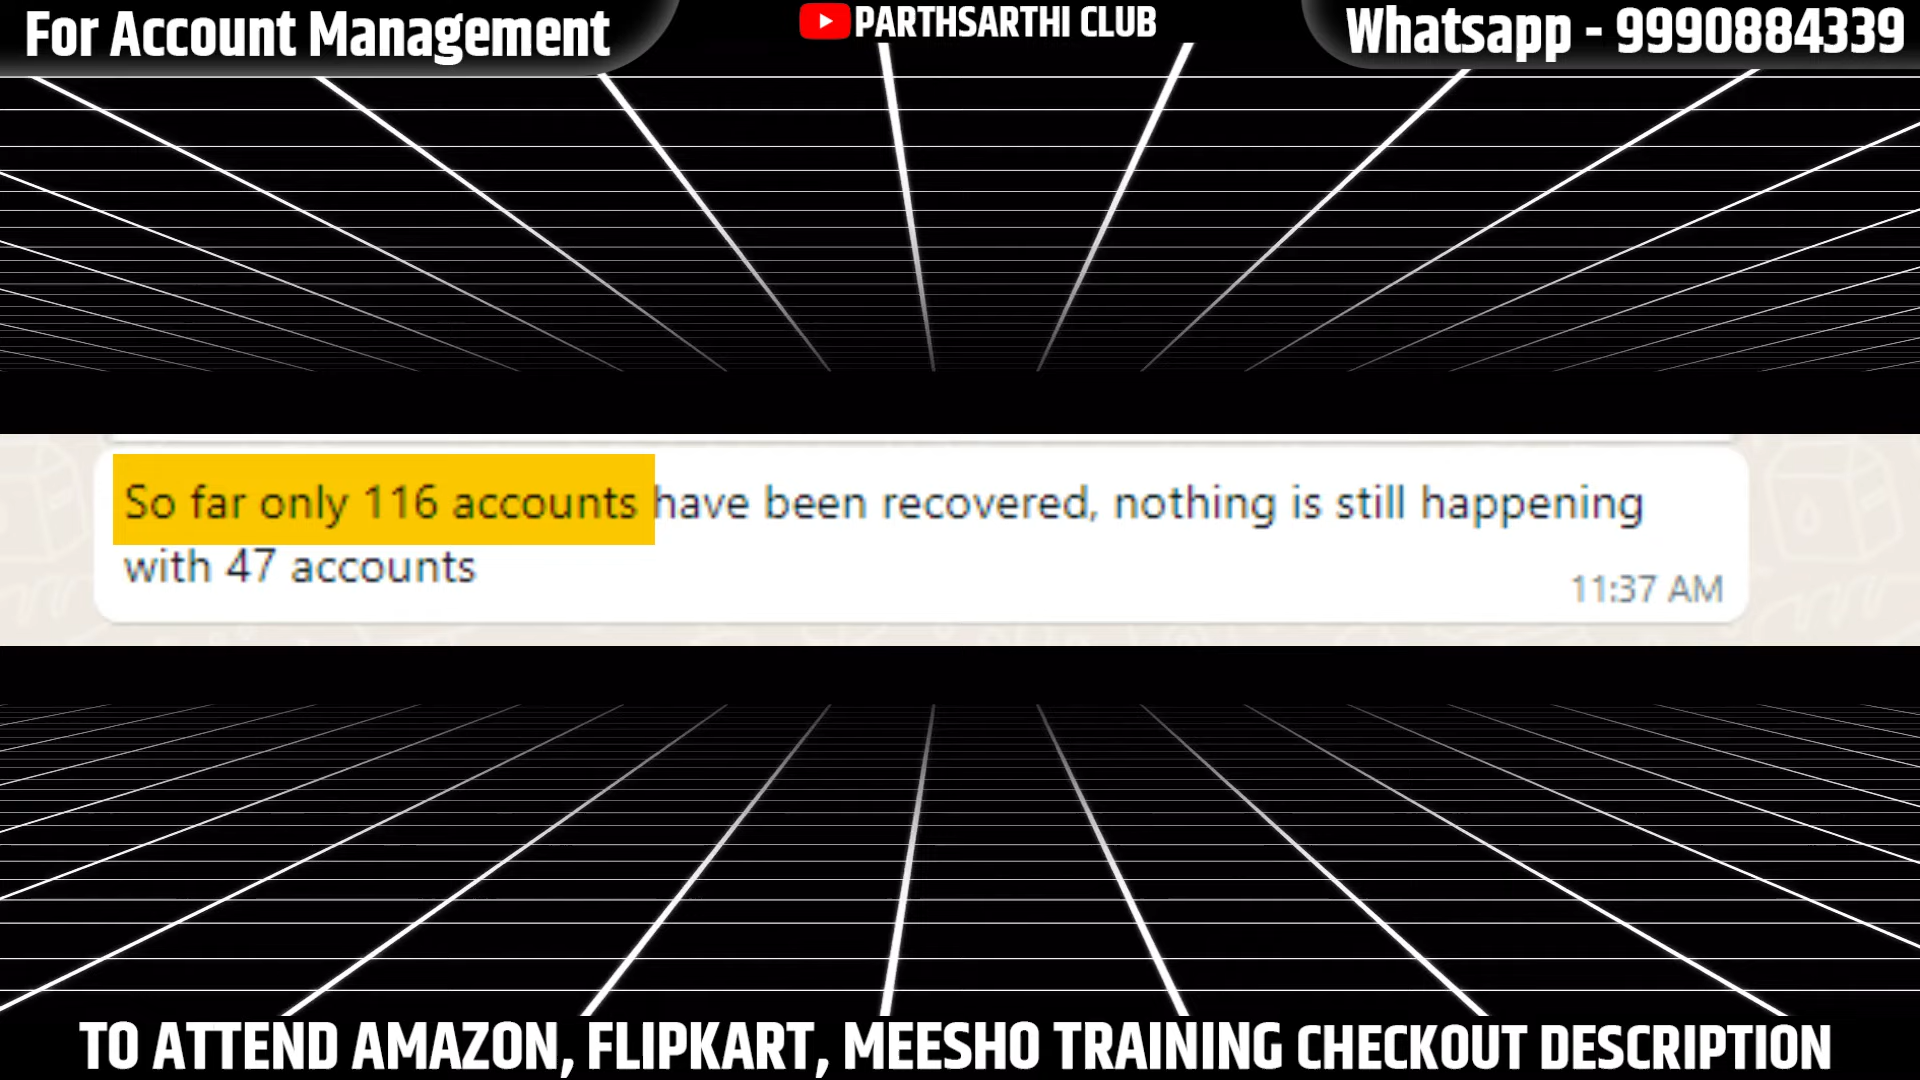 For Account Management
PARTHSARTHI CLUB
Whatsapp - 9990884339
So far only 116 accounts have been recovered, nothing is still happening
with 47 accounts
11:37 AM
TO ATTEND AMAZON, FLIPKART, MEESHO TRAINING CHECKOUT DESCRIPTION